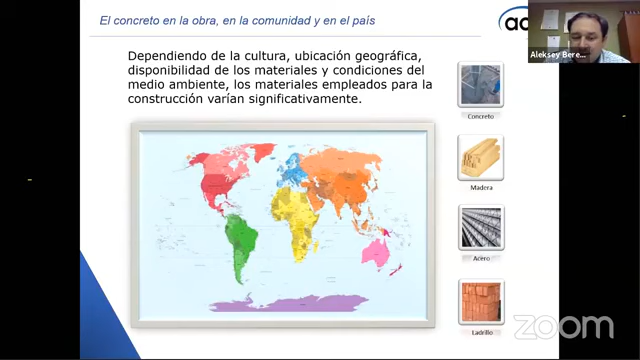 El concreto en la obra, en la comunidad y en el país
Aleksey Bere...
Dependiendo de la cultura, ubicación geográfica,
disponibilidad de los materiales y condiciones del
medio ambiente, los materiales empleados para la
construcción varían significativamente.
Concreto
Madera
Acero
Ladrillo
zoom